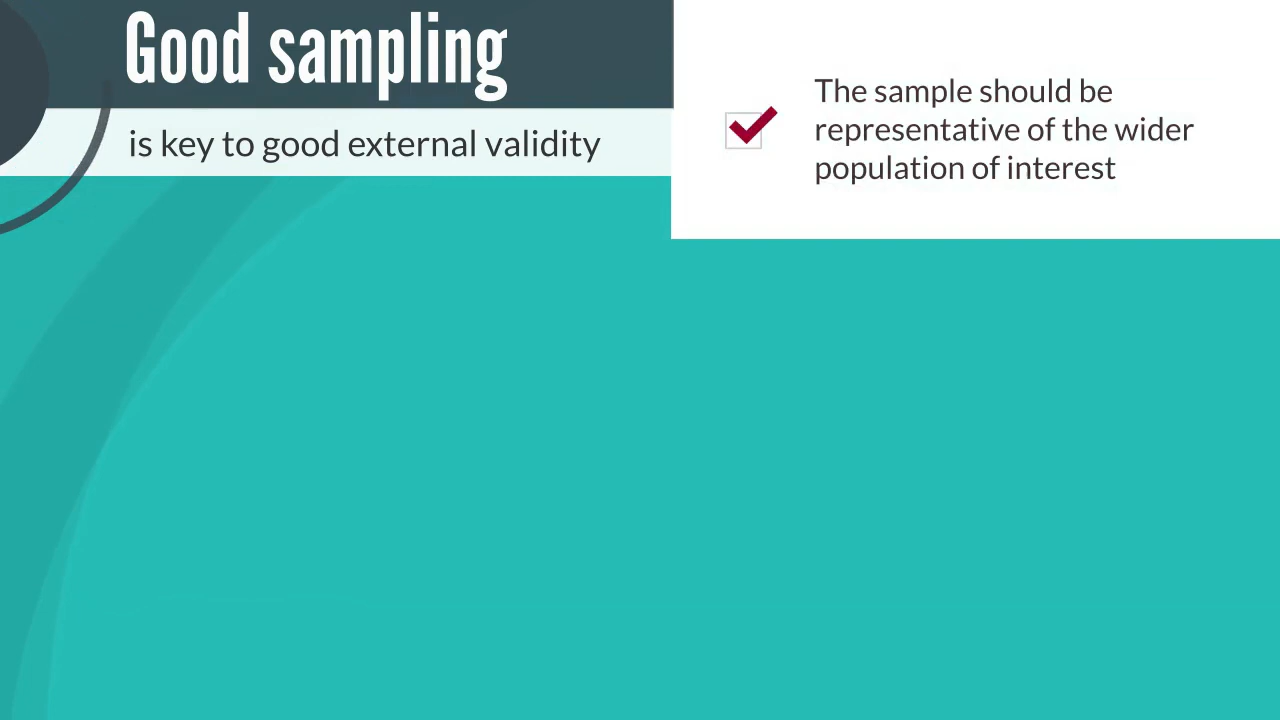 Good sampling
is key to good external validity
The sample should be
representative of the wider
population of interest